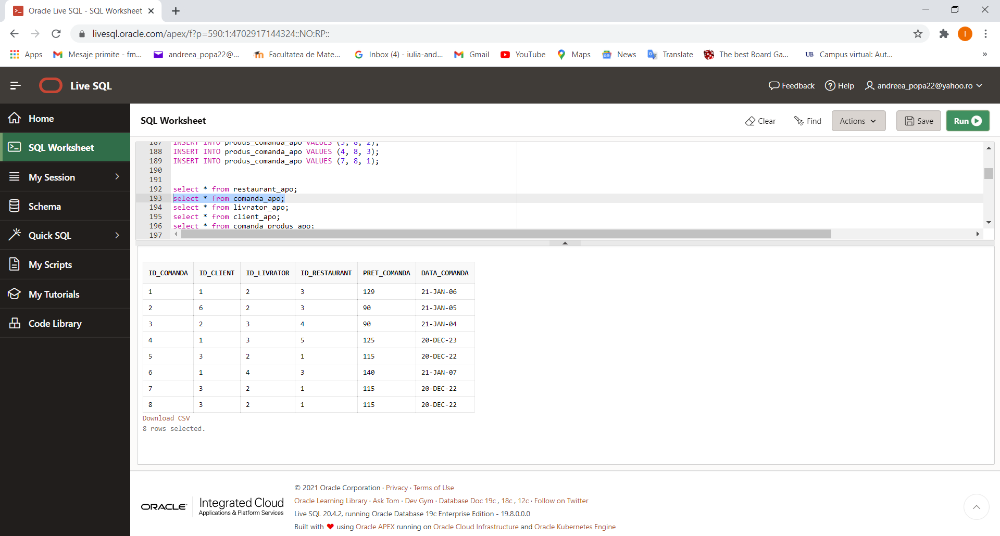 Oracle Live SQL - SQL Worksheet
livesql.oracle.com/apex/f?p=590:1:4702917144324::NO:RP::
I
Apps Mesaje primite - fm... andreea_popa22@... Facultatea de Mate... Inbox (4) - iulia-and... Gmail YouTube Maps News Translate The best Board Ga... UB Campus virtual: Aut... »
Live SQL
Feedback Help andreea_popa22@yahoo.ro
Home
SQL Worksheet
My Session
Schema
Quick SQL
My Scripts
My Tutorials
Code Library
SQL Worksheet
Clear Find Actions Save Run
187 INSERT INTO produs_comanda_apo VALUES (5, 8, 2);
188 INSERT INTO produs_comanda_apo VALUES (4, 8, 3);
189 INSERT INTO produs_comanda_apo VALUES (7, 8, 1);
190
191
192 select * from restaurant_apo;
193 select * from comanda_apo;
194 select * from livrator_apo;
195 select * from client_apo;
196 select * from comanda_produs_apo;
197
ID_COMANDA ID_CLIENT ID_LIVRATOR ID_RESTAURANT PRET_COMANDA DATA_COMANDA
1 1 2 3 129 21-JAN-06
2 6 2 3 90 21-JAN-05
3 2 3 4 90 21-JAN-04
4 1 3 5 125 20-DEC-23
5 3 2 1 115 20-DEC-22
6 1 4 3 140 21-JAN-07
7 3 2 1 115 20-DEC-22
8 3 2 1 115 20-DEC-22
Download CSV
8 rows selected.
ORACLE Integrated Cloud
Applications & Platform Services
© 2021 Oracle Corporation · Privacy · Terms of Use
Oracle Learning Library · Ask Tom · Dev Gym · Database Doc 19c , 18c , 12c · Follow on Twitter
Live SQL 20.4.2, running Oracle Database 19c Enterprise Edition - 19.8.0.0.0
Built with ❤ using Oracle APEX running on Oracle Cloud Infrastructure and Oracle Kubernetes Engine